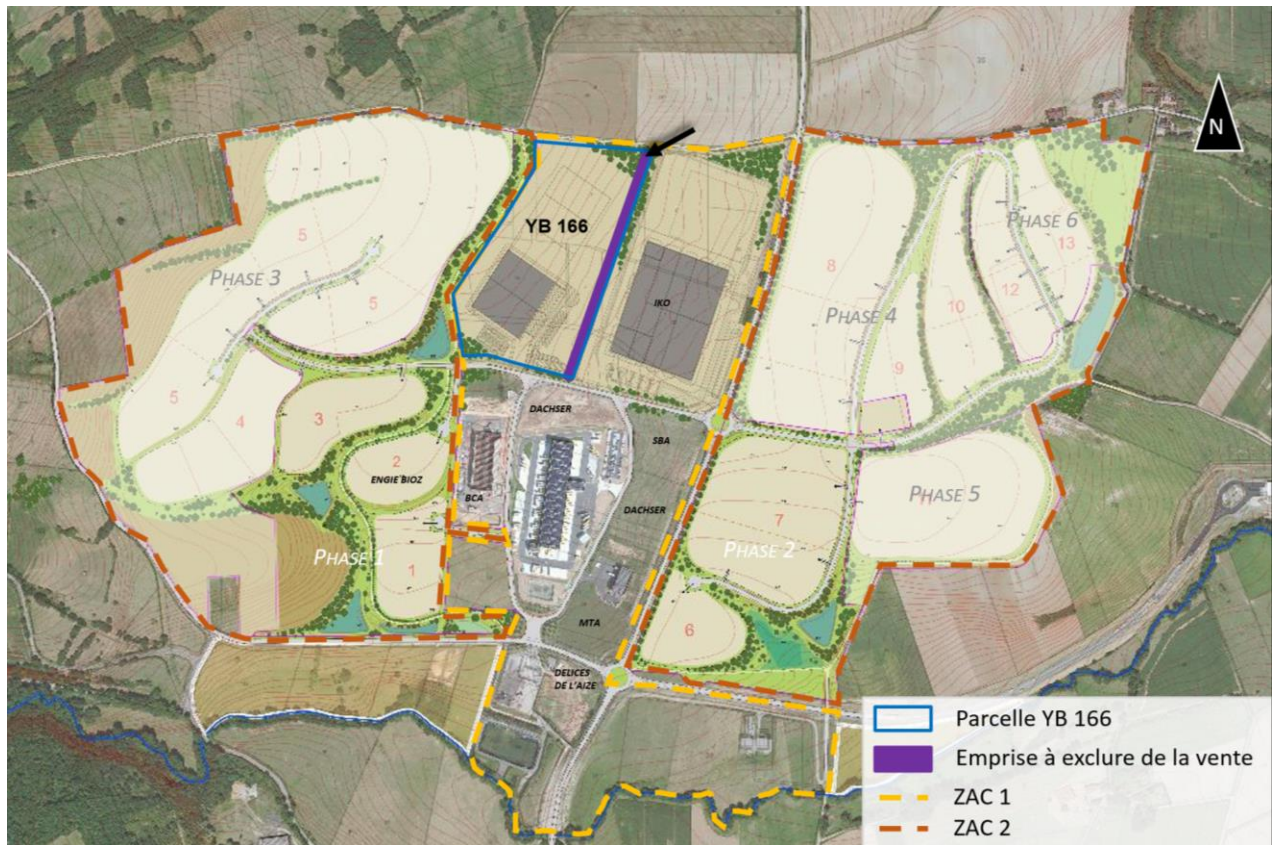 N
YB 166
PHASE 3
5
5
5
5
4
3
2
ENGIE BIOZ
1
PHASE 1
BCA
DACHSER
IKO
SBA
DACHSER
MTA
DELICES
DE L'AIZE
8
PHASE 4
9
10
12
PHASE 6
13
7
PHASE 2
6
PHASE 5
11
Parcelle YB 166
Emprise à exclure de la vente
ZAC 1
ZAC 2